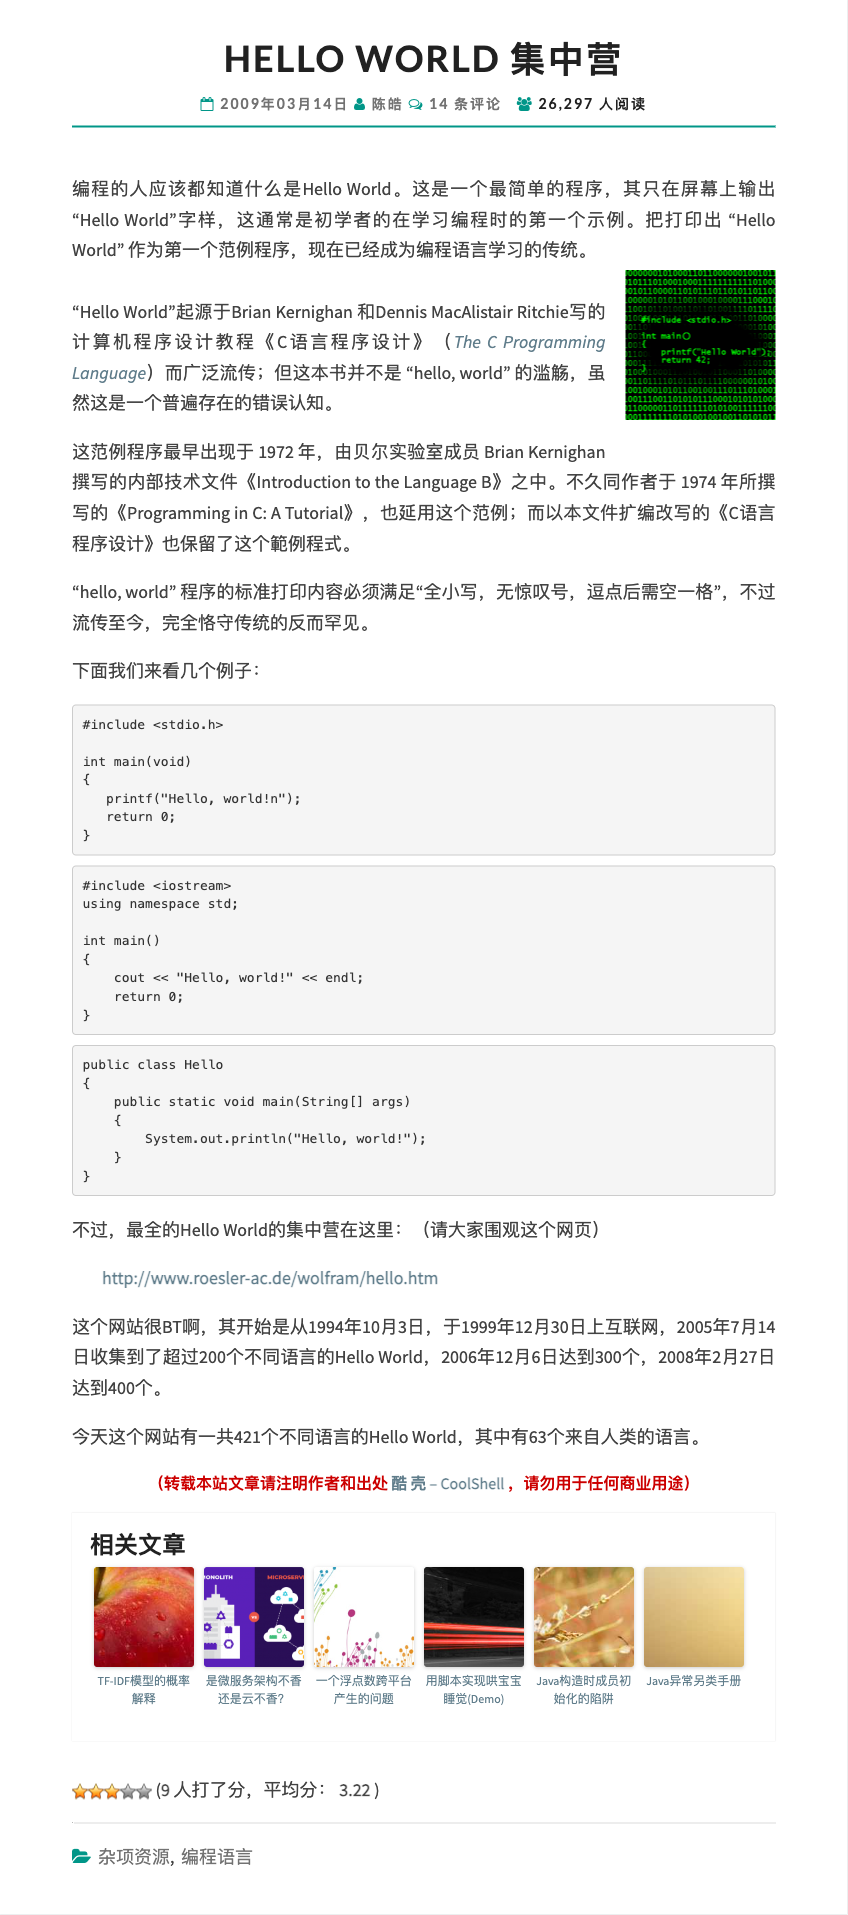 HELLO WORLD 集中营
2009年03月14日 陈皓 14 条评论 26,297 人阅读
编程的人应该都知道什么是Hello World。这是一个最简单的程序，其只在屏幕上输出
“Hello World”字样，这通常是初学者的在学习编程时的第一个示例。把打印出 “Hello
World” 作为第一个范例程序，现在已经成为编程语言学习的传统。
“Hello World”起源于Brian Kernighan 和Dennis MacAlistair Ritchie写的
计算机程序设计教程《C语言程序设计》（The C Programming
Language）而广泛流传；但这本书并不是 “hello, world” 的滥觞，虽
然这是一个普遍存在的错误认知。
#include <stdio.h>
int main()
{
printf("Hello World");
return 42;
}
这范例程序最早出现于 1972 年，由贝尔实验室成员 Brian Kernighan
撰写的内部技术文件《Introduction to the Language B》之中。不久同作者于 1974 年所撰
写的《Programming in C: A Tutorial》，也延用这个范例；而以本文件扩编改写的《C语言
程序设计》也保留了这个範例程式。
“hello, world” 程序的标准打印内容必须满足“全小写，无惊叹号，逗点后需空一格”，不过
流传至今，完全恪守传统的反而罕见。
下面我们来看几个例子：
#include <stdio.h>
int main(void)
{
printf("Hello, world!n");
return 0;
}
#include <iostream>
using namespace std;
int main()
{
cout << "Hello, world!" << endl;
return 0;
}
public class Hello
{
public static void main(String[] args)
{
System.out.println("Hello, world!");
}
}
不过，最全的Hello World的集中营在这里：（请大家围观这个网页）
http://www.roesler-ac.de/wolfram/hello.htm
这个网站很BT啊，其开始是从1994年10月3日，于1999年12月30日上互联网，2005年7月14
日收集到了超过200个不同语言的Hello World，2006年12月6日达到300个，2008年2月27日
达到400个。
今天这个网站有一共421个不同语言的Hello World，其中有63个来自人类的语言。
（转载本站文章请注明作者和出处 酷 壳 – CoolShell ，请勿用于任何商业用途）
相关文章
ONOLITH MICROSERV
TF-IDF模型的概率
解释
是微服务架构不香
还是云不香？
一个浮点数跨平台
产生的问题
用脚本实现哄宝宝
睡觉(Demo)
Java构造时成员初
始化的陷阱
Java异常另类手册
(9 人打了分，平均分： 3.22 )
杂项资源, 编程语言